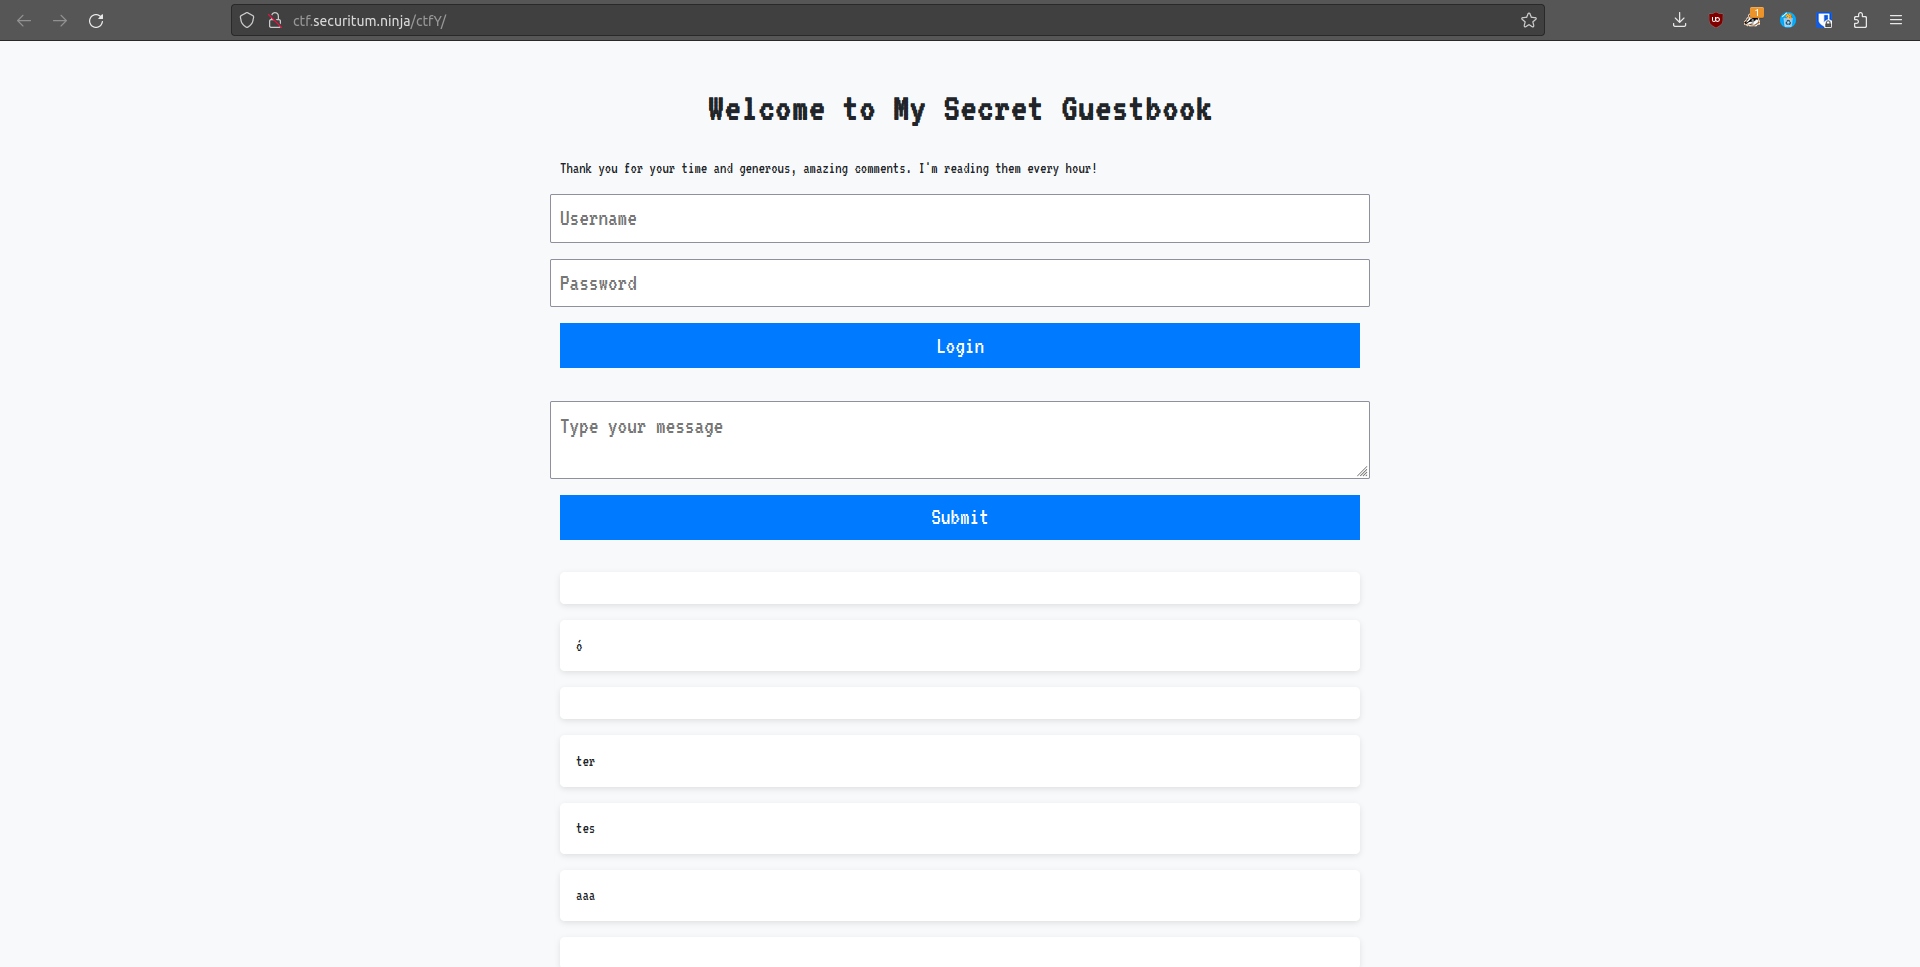 ctf.securitum.ninja/ctfY/
1
Welcome to My Secret Guestbook
Thank you for your time and generous, amazing comments. I'm reading them every hour!
Username
Password
Login
Type your message
Submit
ó
ter
tes
aaa